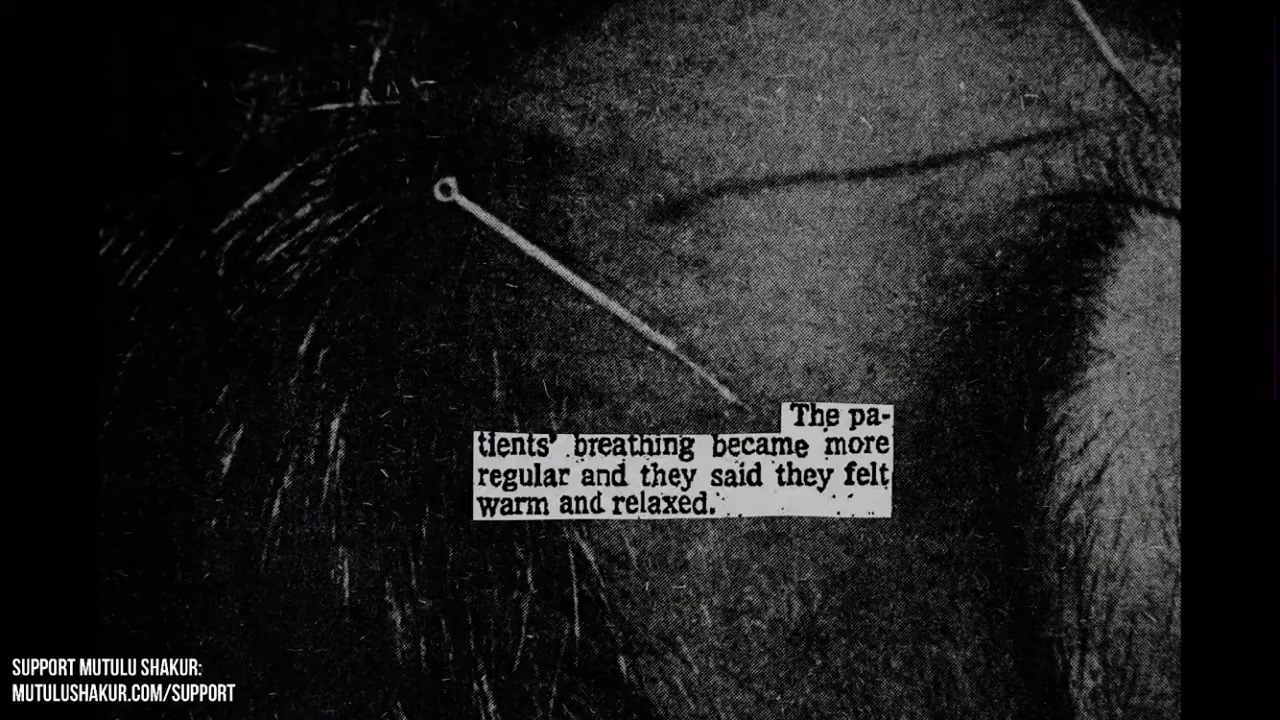 The pa-
tients' breathing became more
regular and they said they felt
warm and relaxed.
SUPPORT MUTULU SHAKUR:
MUTULUSHAKUR.COM/SUPPORT